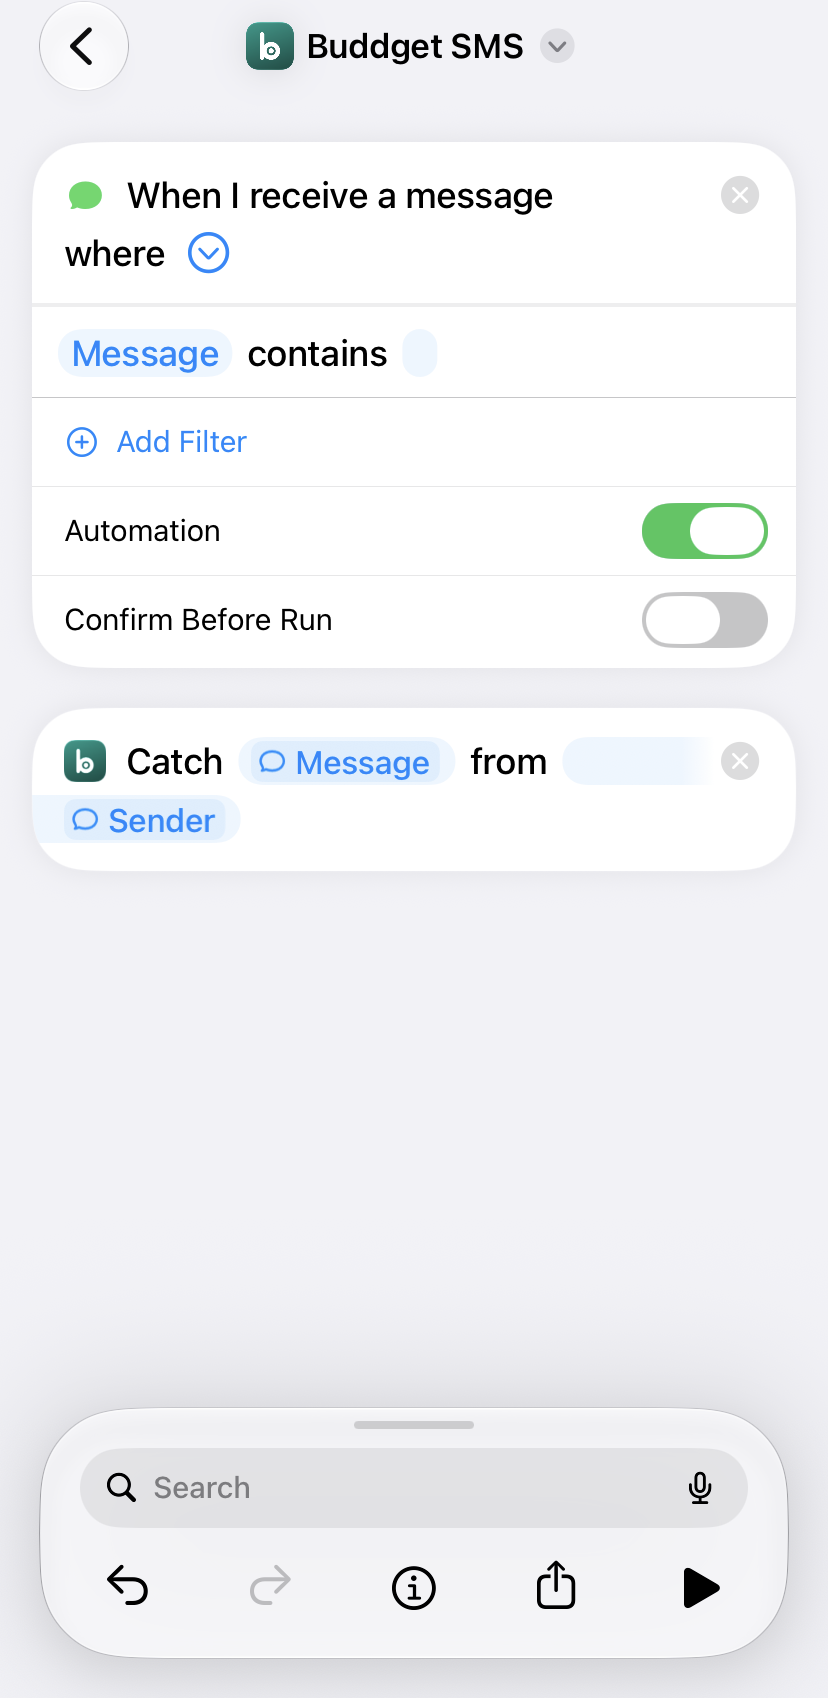 b Buddget SMS
When I receive a message
where
Message contains
Add Filter
Automation
Confirm Before Run
b Catch Message from
Sender
Search